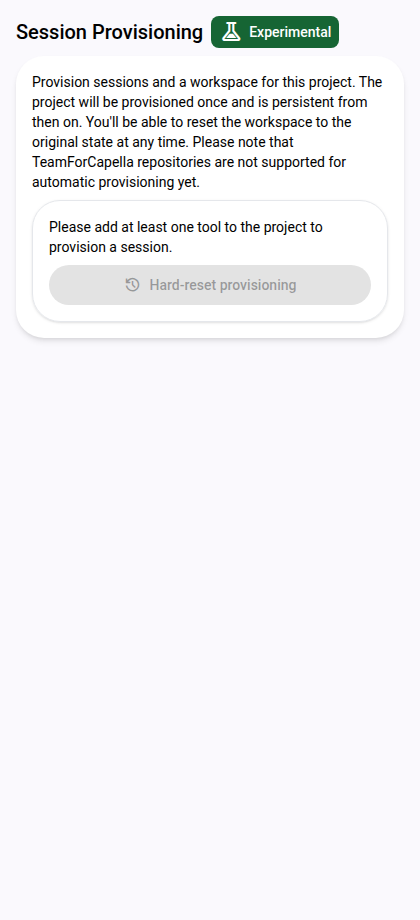 Session Provisioning
Experimental
Provision sessions and a workspace for this project. The
project will be provisioned once and is persistent from
then on. You'll be able to reset the workspace to the
original state at any time. Please note that
TeamForCapella repositories are not supported for
automatic provisioning yet.
Please add at least one tool to the project to
provision a session.
Hard-reset provisioning